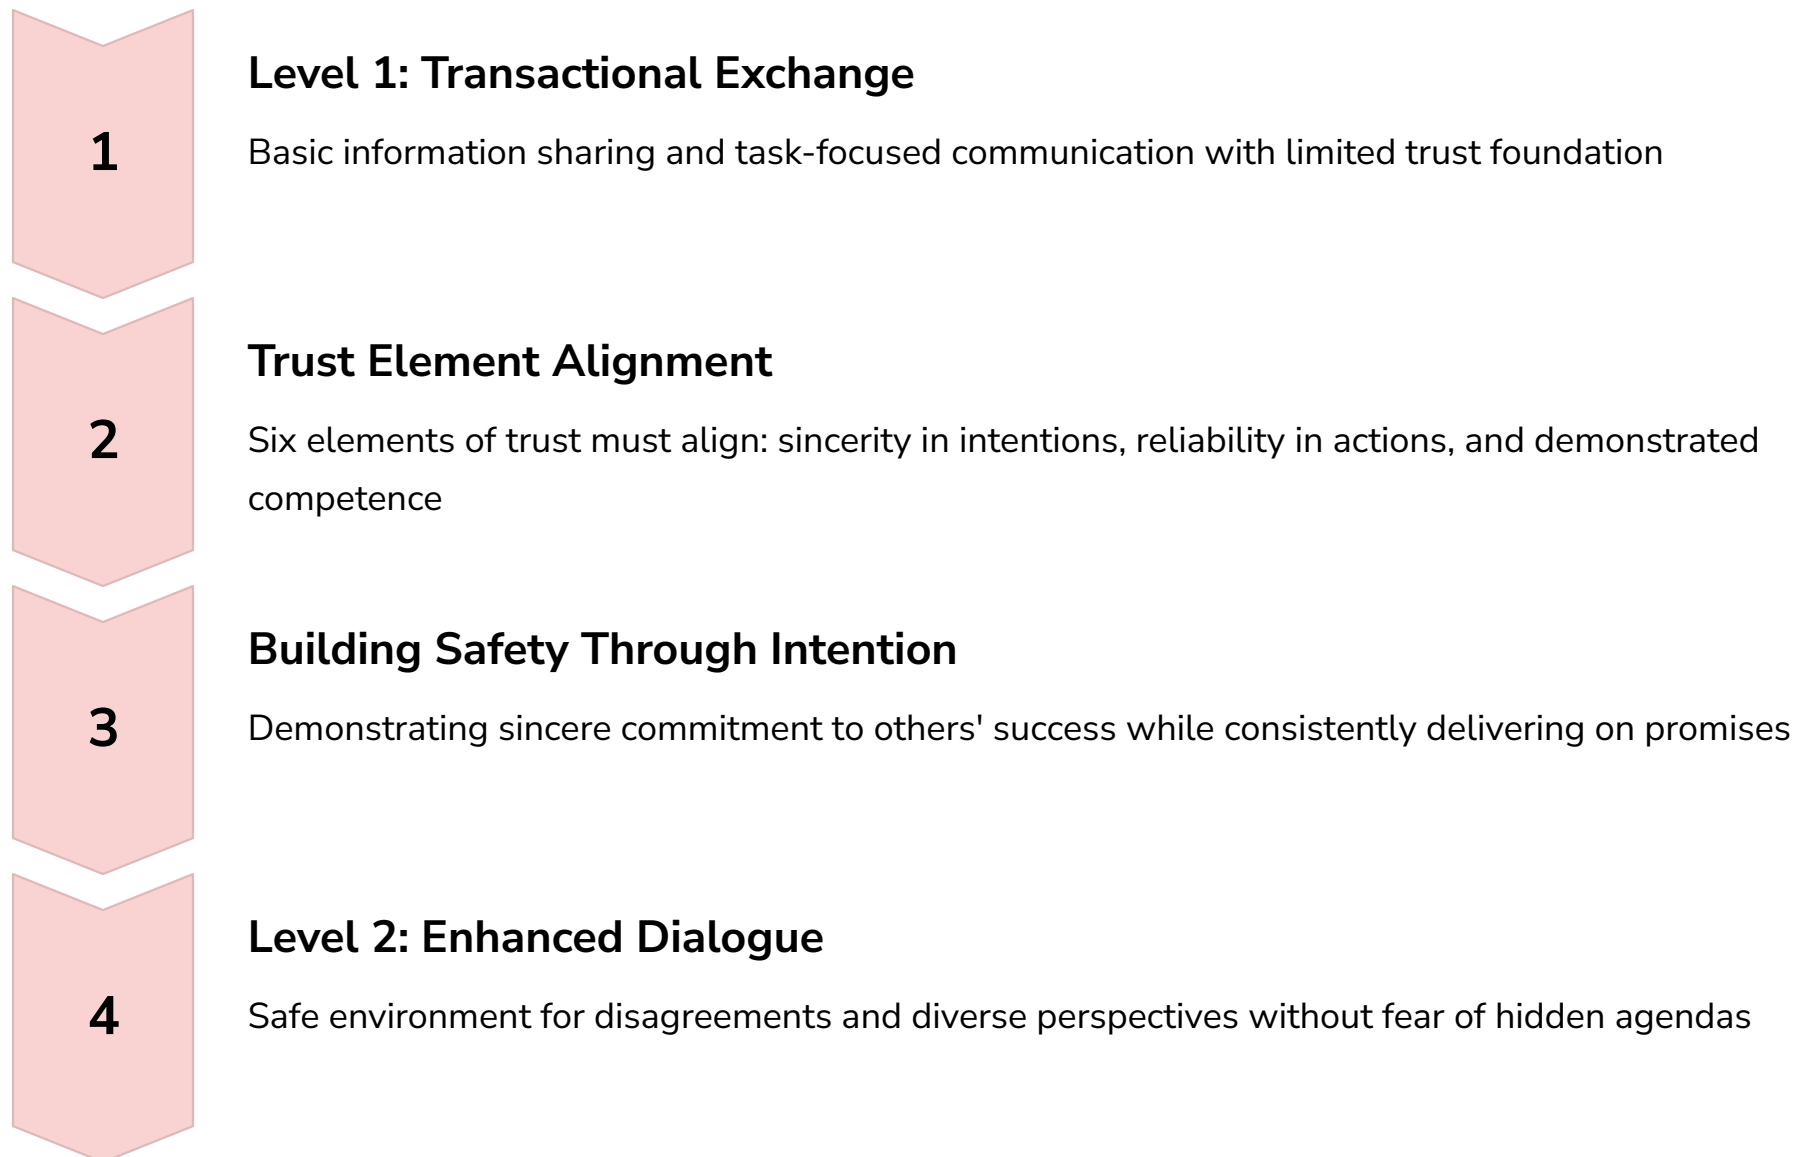 1
Level 1: Transactional Exchange
Basic information sharing and task-focused communication with limited trust foundation
2
Trust Element Alignment
Six elements of trust must align: sincerity in intentions, reliability in actions, and demonstrated
competence
3
Building Safety Through Intention
Demonstrating sincere commitment to others' success while consistently delivering on promises
4
Level 2: Enhanced Dialogue
Safe environment for disagreements and diverse perspectives without fear of hidden agendas